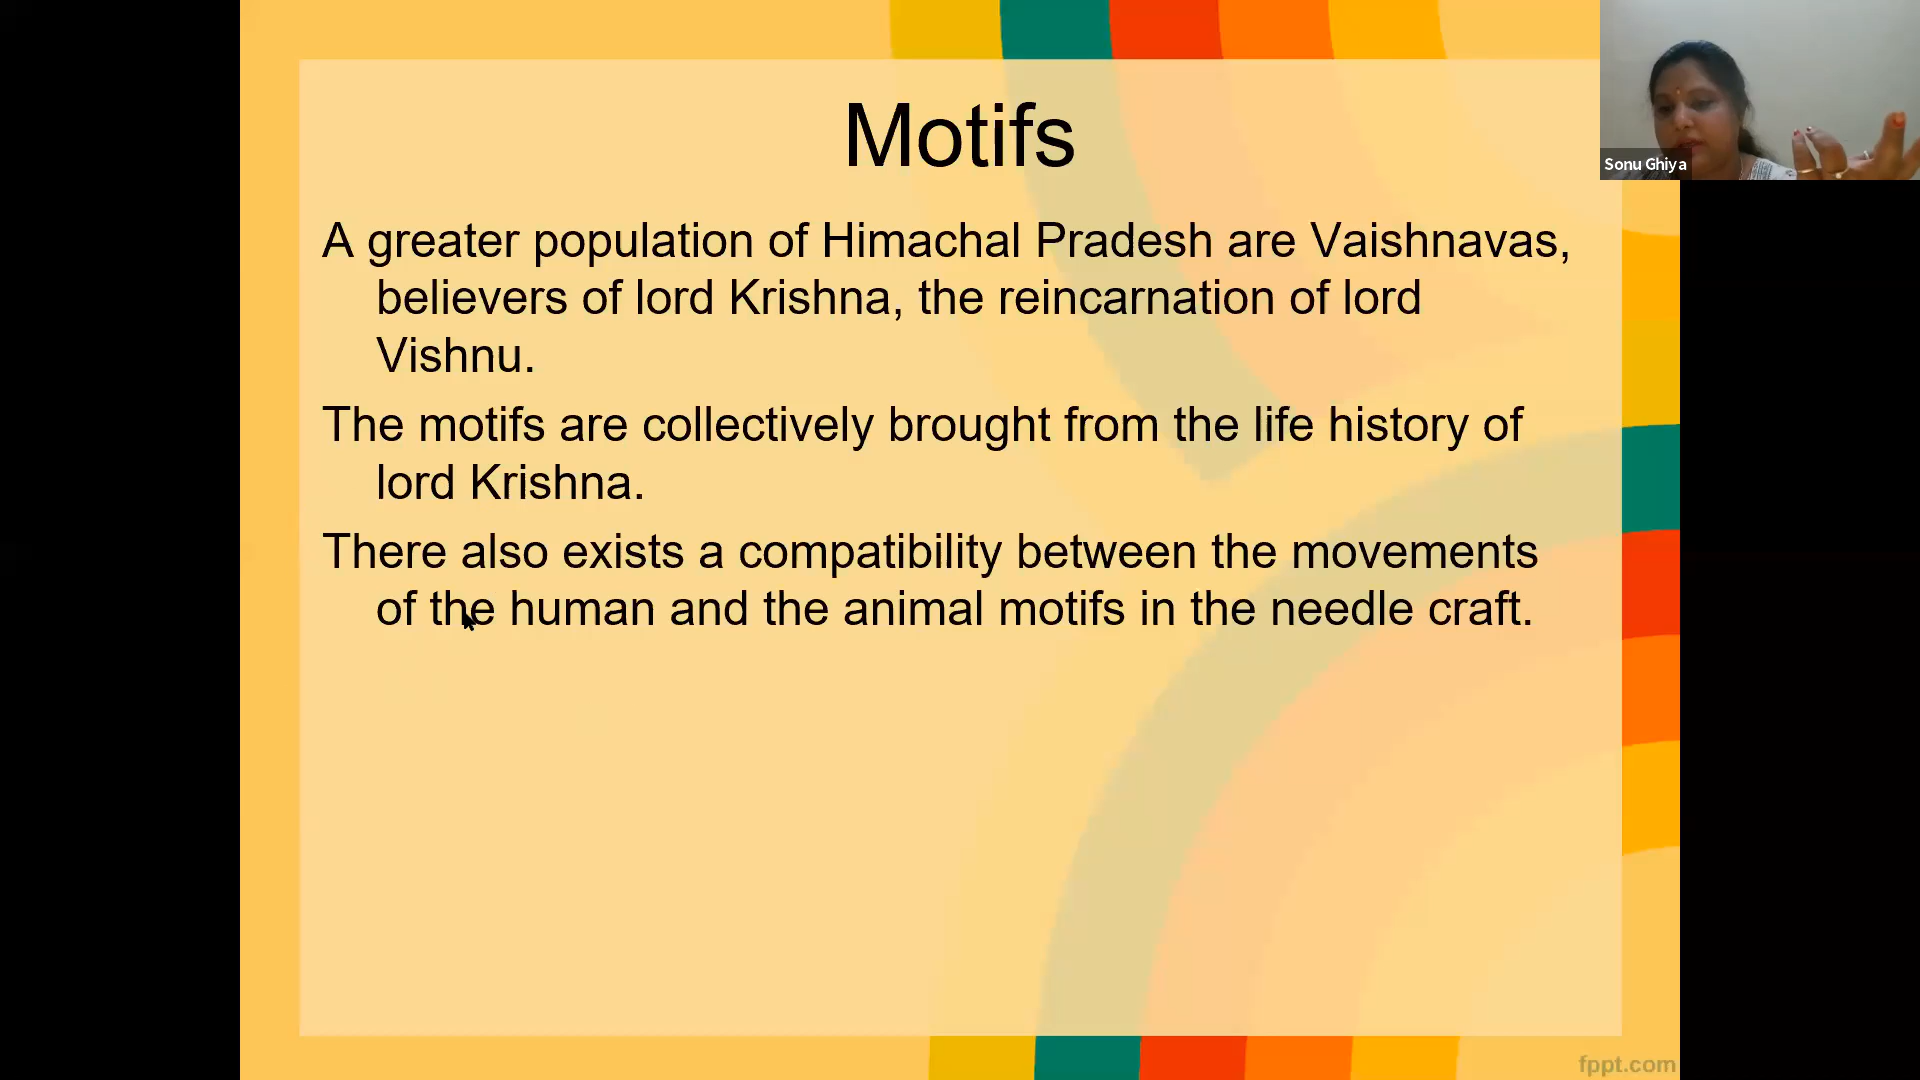 Motifs
Sonu Ghiya
A greater population of Himachal Pradesh are Vaishnavas,
believers of lord Krishna, the reincarnation of lord
Vishnu.
The motifs are collectively brought from the life history of
lord Krishna.
There also exists a compatibility between the movements
of the human and the animal motifs in the needle craft.
fppt.com